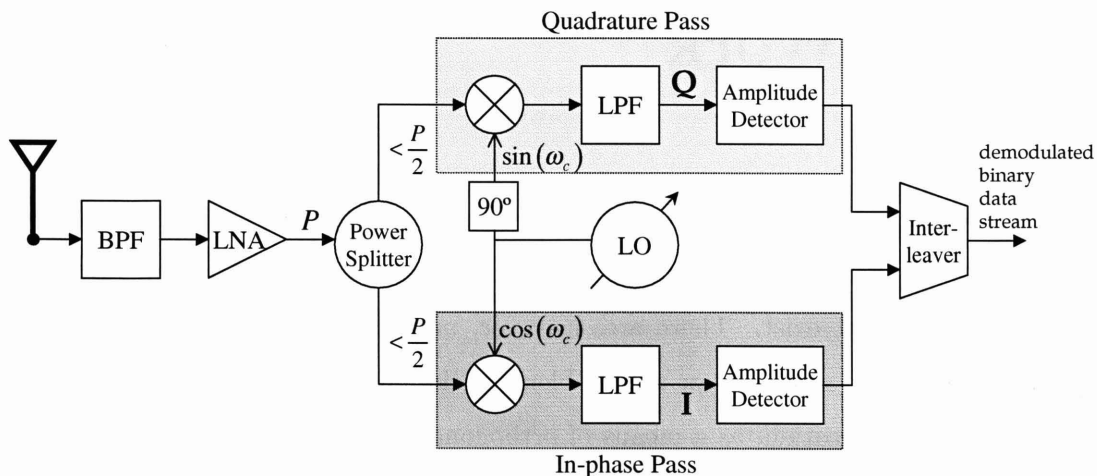 Quadrature Pass
LPF
Q
Amplitude
Detector
< P/2
sin(ω_c)
90º
BPF
LNA
P
Power
Splitter
LO
Inter-
leaver
demodulated
binary
data
stream
< P/2
cos(ω_c)
LPF
I
Amplitude
Detector
In-phase Pass